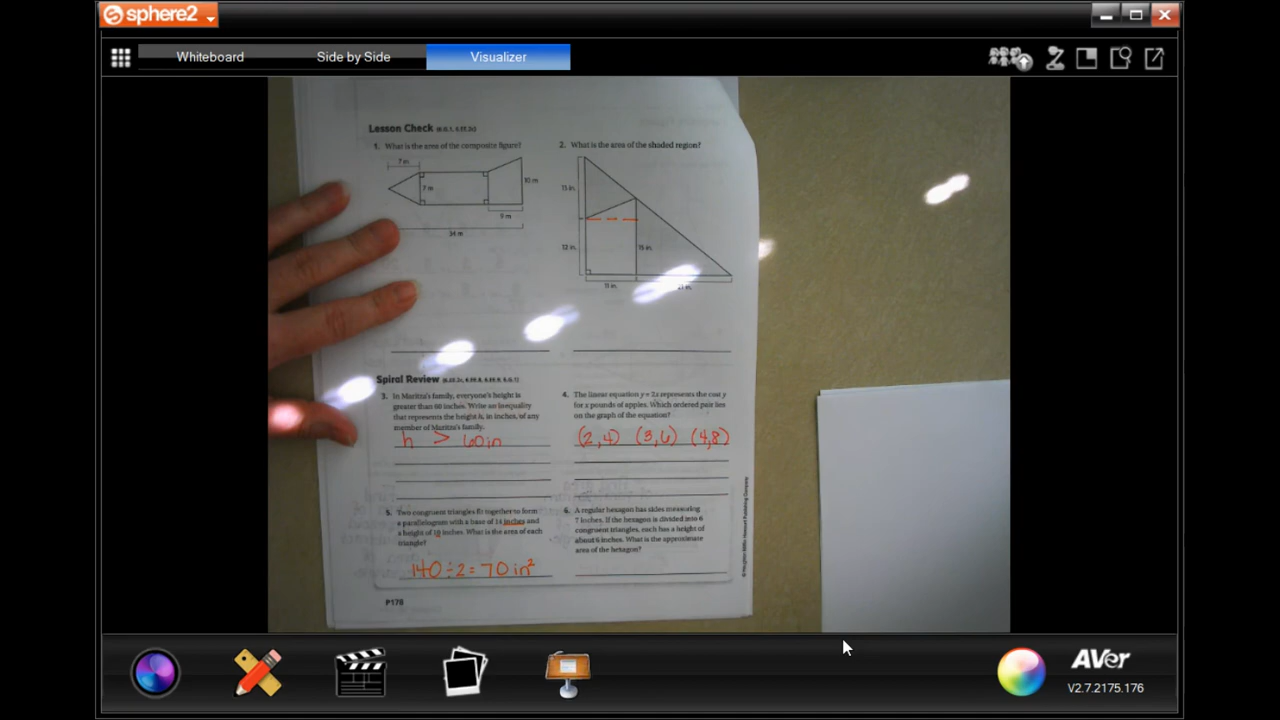 sphere2
Whiteboard
Side by Side
Visualizer
Lesson Check
1. What is the area of the composite figure?
7 m
7 m
10 m
9 m
34 m
2. What is the area of the shaded region?
12 in.
11 in.
21 in.
Spiral Review
3. In Maritza's family, everyone's height is
greater than 60 inches. Write an inequality
that represents the height h, in inches, of any
member of Maritza's family.
h > 60in
4. The linear equation y = 2x represents the cost y
for x pounds of apples. Which ordered pair lies
on the graph of the equation?
(2,4) (3,6) (4,8)
5. Two congruent triangles fit together to form
a parallelogram with a base of 14 inches and
a height of 10 inches. What is the area of each
triangle?
140÷2=70in²
6. A regular hexagon has sides measuring
7 inches. If the hexagon is divided into 6
congruent triangles, each has a height of
about 6 inches. What is the approximate
area of the hexagon?
P178
AVer
V2.7.2175.176